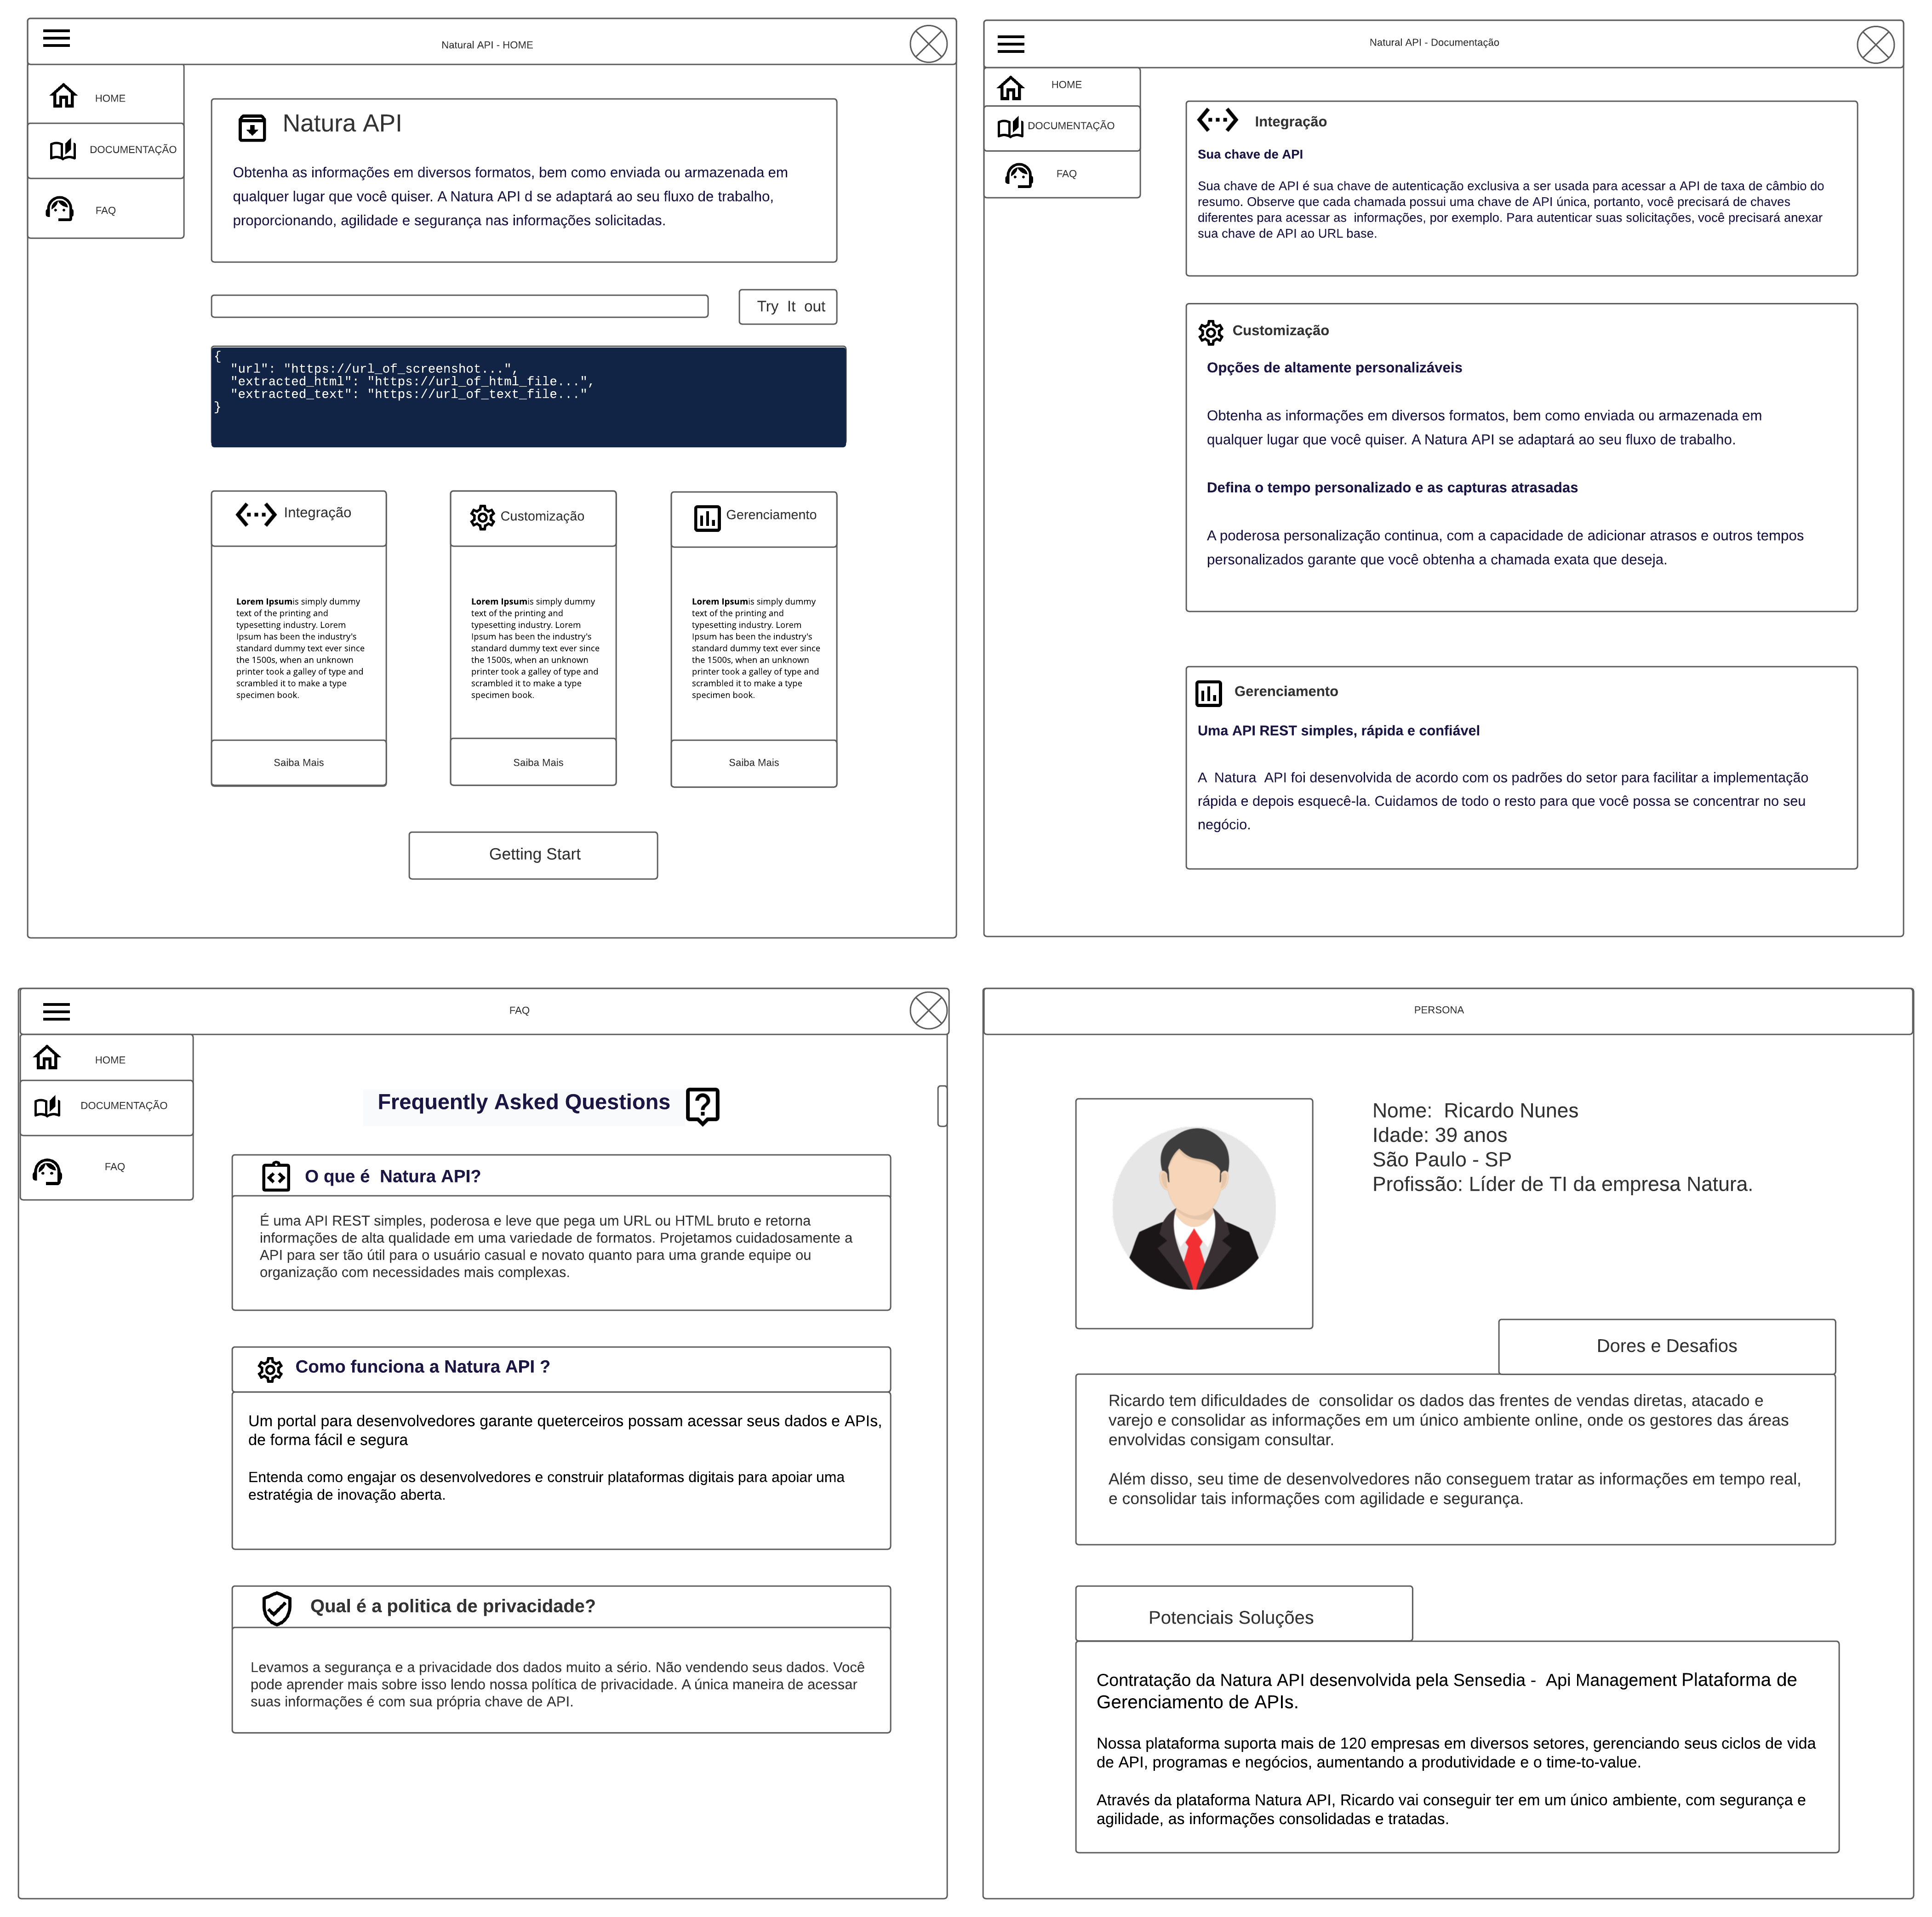 Natural API - HOME
HOME
DOCUMENTAÇÃO
FAQ
Natura API
Obtenha as informações em diversos formatos, bem como enviada ou armazenada em
qualquer lugar que você quiser. A Natura API d se adaptará ao seu fluxo de trabalho,
proporcionando, agilidade e segurança nas informações solicitadas.
Try It out
{
"url": "https://url_of_screenshot...",
"extracted_html": "https://url_of_html_file...",
"extracted_text": "https://url_of_text_file..."
}
Integração
Lorem Ipsumis simply dummy
text of the printing and
typesetting industry. Lorem
Ipsum has been the industry's
standard dummy text ever since
the 1500s, when an unknown
printer took a galley of type and
scrambled it to make a type
specimen book.
Saiba Mais
Customização
Lorem Ipsumis simply dummy
text of the printing and
typesetting industry. Lorem
Ipsum has been the industry's
standard dummy text ever since
the 1500s, when an unknown
printer took a galley of type and
scrambled it to make a type
specimen book.
Saiba Mais
Gerenciamento
Lorem Ipsumis simply dummy
text of the printing and
typesetting industry. Lorem
Ipsum has been the industry's
standard dummy text ever since
the 1500s, when an unknown
printer took a galley of type and
scrambled it to make a type
specimen book.
Saiba Mais
Getting Start
Natural API - Documentação
HOME
DOCUMENTAÇÃO
FAQ
Integração
Sua chave de API
Sua chave de API é sua chave de autenticação exclusiva a ser usada para acessar a API de taxa de câmbio do
resumo. Observe que cada chamada possui uma chave de API única, portanto, você precisará de chaves
diferentes para acessar as informações, por exemplo. Para autenticar suas solicitações, você precisará anexar
sua chave de API ao URL base.
Customização
Opções de altamente personalizáveis
Obtenha as informações em diversos formatos, bem como enviada ou armazenada em
qualquer lugar que você quiser. A Natura API se adaptará ao seu fluxo de trabalho.
Defina o tempo personalizado e as capturas atrasadas
A poderosa personalização continua, com a capacidade de adicionar atrasos e outros tempos
personalizados garante que você obtenha a chamada exata que deseja.
Gerenciamento
Uma API REST simples, rápida e confiável
A Natura API foi desenvolvida de acordo com os padrões do setor para facilitar a implementação
rápida e depois esquecê-la. Cuidamos de todo o resto para que você possa se concentrar no seu
negócio.
FAQ
HOME
DOCUMENTAÇÃO
FAQ
Frequently Asked Questions
O que é Natura API?
É uma API REST simples, poderosa e leve que pega um URL ou HTML bruto e retorna
informações de alta qualidade em uma variedade de formatos. Projetamos cuidadosamente a
API para ser tão útil para o usuário casual e novato quanto para uma grande equipe ou
organização com necessidades mais complexas.
Como funciona a Natura API ?
Um portal para desenvolvedores garante queterceiros possam acessar seus dados e APIs,
de forma fácil e segura
Entenda como engajar os desenvolvedores e construir plataformas digitais para apoiar uma
estratégia de inovação aberta.
Qual é a politica de privacidade?
Levamos a segurança e a privacidade dos dados muito a sério. Não vendendo seus dados. Você
pode aprender mais sobre isso lendo nossa política de privacidade. A única maneira de acessar
suas informações é com sua própria chave de API.
PERSONA
Nome: Ricardo Nunes
Idade: 39 anos
São Paulo - SP
Profissão: Líder de TI da empresa Natura.
Dores e Desafios
Ricardo tem dificuldades de consolidar os dados das frentes de vendas diretas, atacado e
varejo e consolidar as informações em um único ambiente online, onde os gestores das áreas
envolvidas consigam consultar.
Além disso, seu time de desenvolvedores não conseguem tratar as informações em tempo real,
e consolidar tais informações com agilidade e segurança.
Potenciais Soluções
Contratação da Natura API desenvolvida pela Sensedia - Api Management Plataforma de
Gerenciamento de APIs.
Nossa plataforma suporta mais de 120 empresas em diversos setores, gerenciando seus ciclos de vida
de API, programas e negócios, aumentando a produtividade e o time-to-value.
Através da plataforma Natura API, Ricardo vai conseguir ter em um único ambiente, com segurança e
agilidade, as informações consolidadas e tratadas.